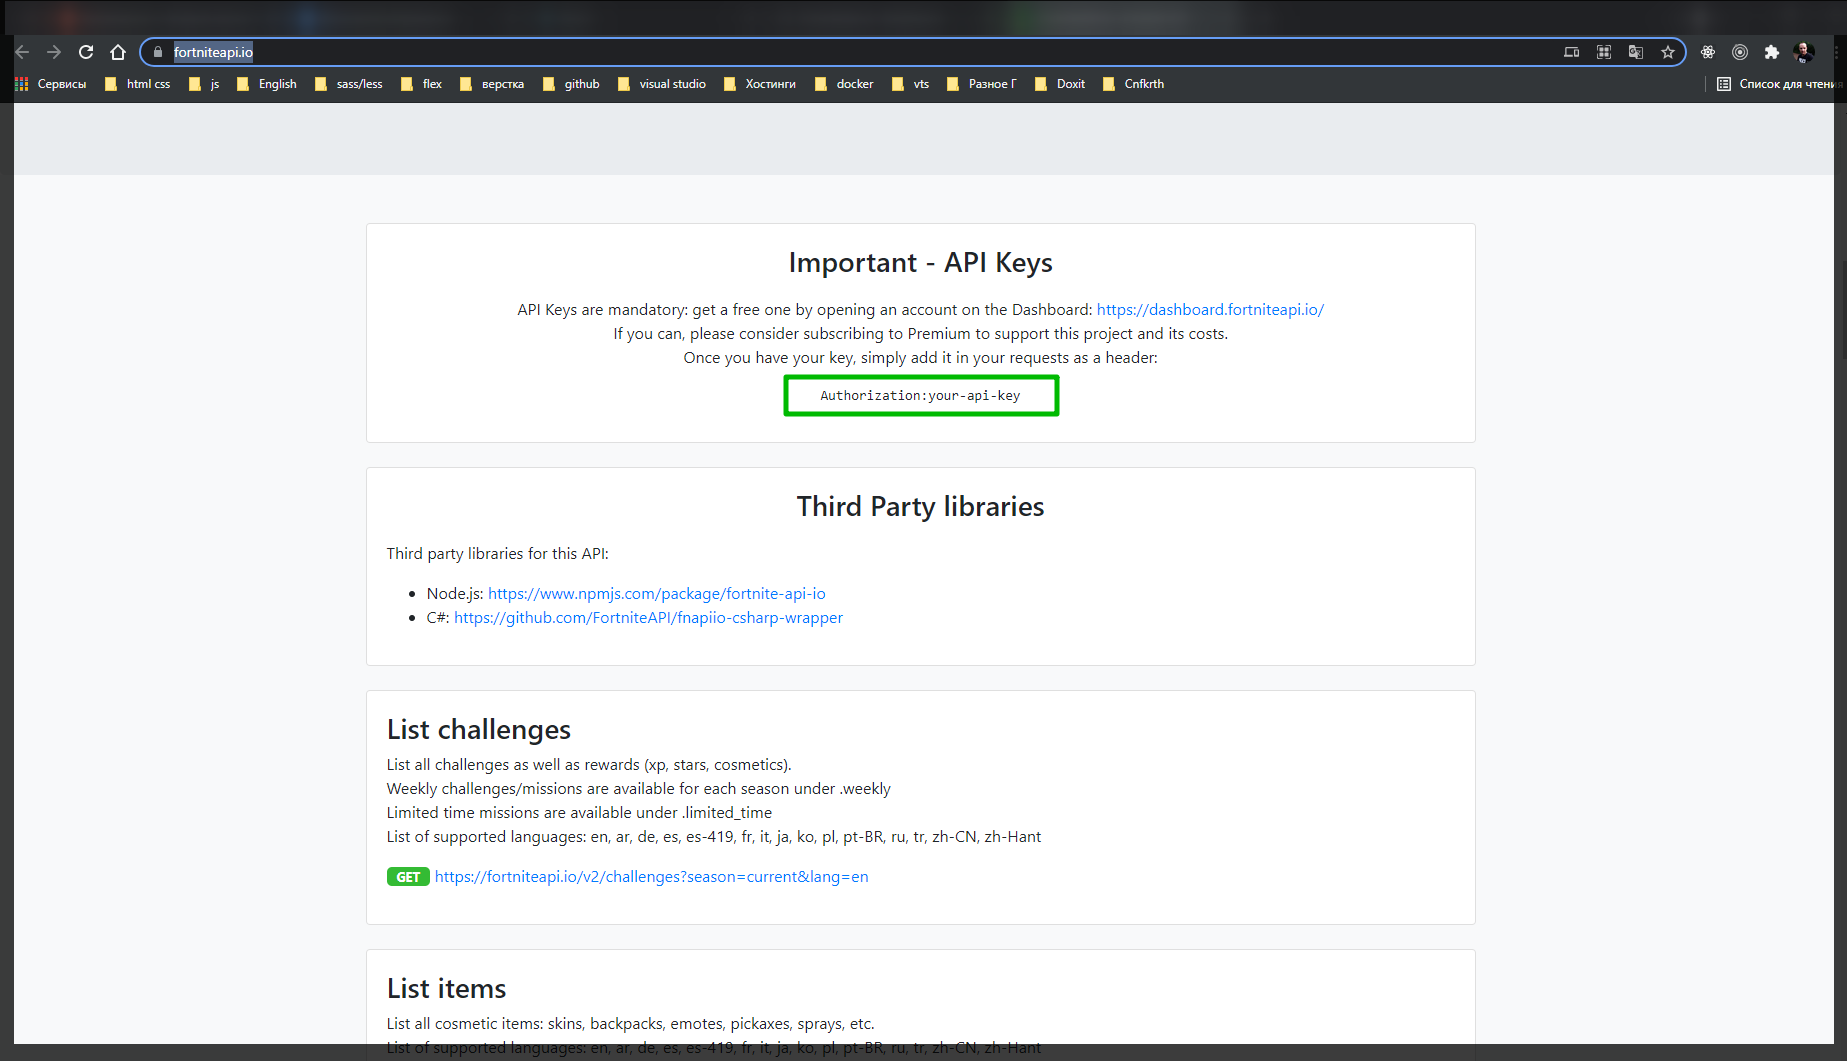 fortniteapi.io
Сервисы html css js English sass/less flex верстка github visual studio Хостинги docker vts Разное Г Doxit Cnfkrth Список для чтения
Important - API Keys
API Keys are mandatory: get a free one by opening an account on the Dashboard: https://dashboard.fortniteapi.io/
If you can, please consider subscribing to Premium to support this project and its costs.
Once you have your key, simply add it in your requests as a header:
Authorization:your-api-key
Third Party libraries
Third party libraries for this API:
Node.js: https://www.npmjs.com/package/fortnite-api-io
C#: https://github.com/FortniteAPI/fnapiio-csharp-wrapper
List challenges
List all challenges as well as rewards (xp, stars, cosmetics).
Weekly challenges/missions are available for each season under .weekly
Limited time missions are available under .limited_time
List of supported languages: en, ar, de, es, es-419, fr, it, ja, ko, pl, pt-BR, ru, tr, zh-CN, zh-Hant
GET https://fortniteapi.io/v2/challenges?season=current&lang=en
List items
List all cosmetic items: skins, backpacks, emotes, pickaxes, sprays, etc.
List of supported languages: en, ar, de, es, es-419, fr, it, ja, ko, pl, pt-BR, ru, tr, zh-CN, zh-Hant